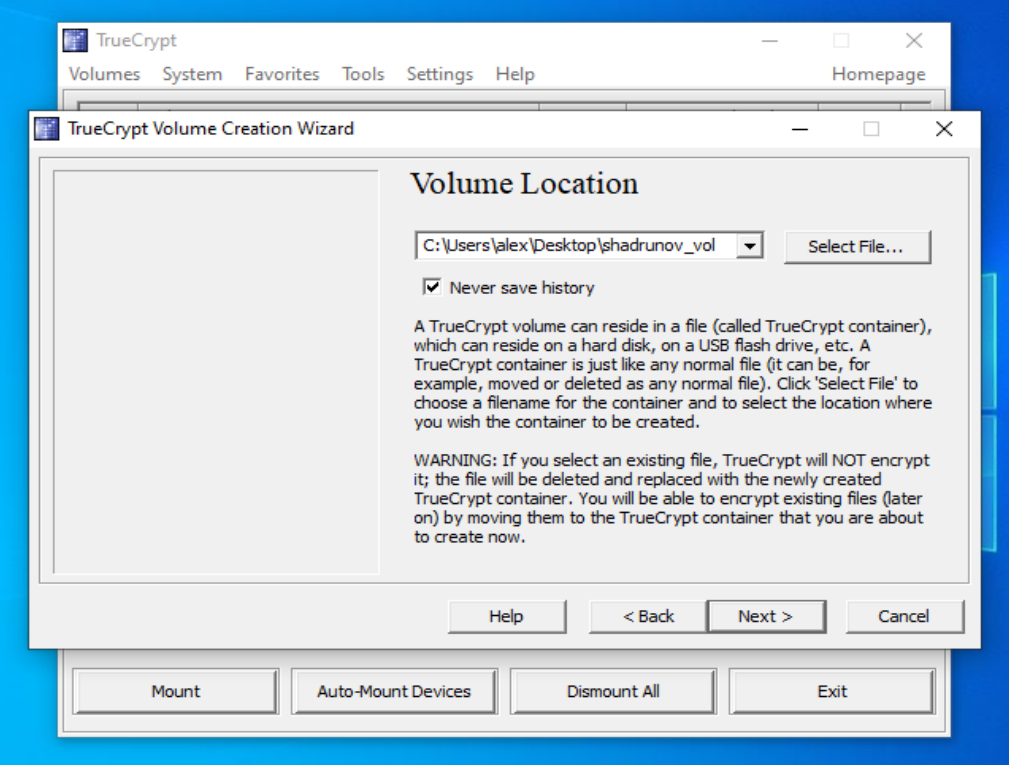 TrueCrypt
Volumes System Favorites Tools Settings Help Homepage
TrueCrypt Volume Creation Wizard
Volume Location
C:\Users\alex\Desktop\shadrunov_vol
Select File...
Never save history
A TrueCrypt volume can reside in a file (called TrueCrypt container),
which can reside on a hard disk, on a USB flash drive, etc. A
TrueCrypt container is just like any normal file (it can be, for
example, moved or deleted as any normal file). Click 'Select File' to
choose a filename for the container and to select the location where
you wish the container to be created.
WARNING: If you select an existing file, TrueCrypt will NOT encrypt
it; the file will be deleted and replaced with the newly created
TrueCrypt container. You will be able to encrypt existing files (later
on) by moving them to the TrueCrypt container that you are about
to create now.
Help < Back Next > Cancel
Mount Auto-Mount Devices Dismount All Exit